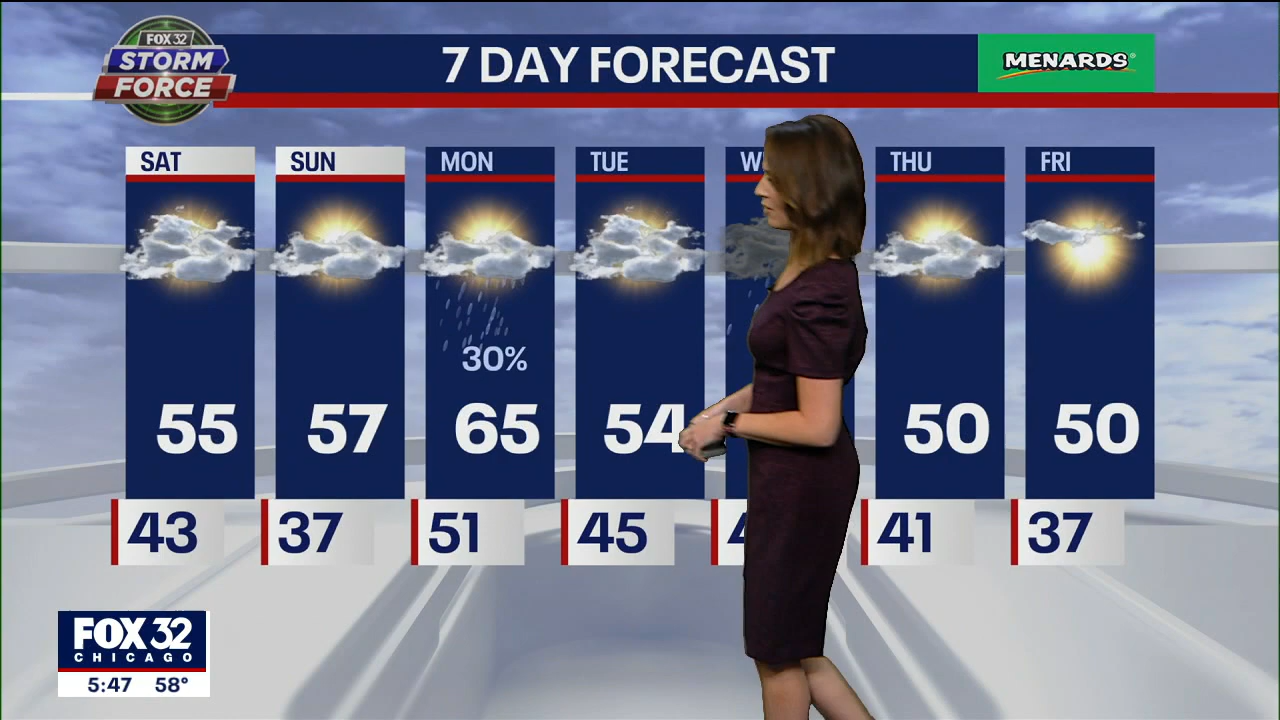 FOX 32
STORM
FORCE
7 DAY FORECAST
MENARDS®
SAT SUN MON TUE THU FRI
30%
55 57 65 54 50 50
43 37 51 45 41 37
FOX 32
CHICAGO
5:47 58°